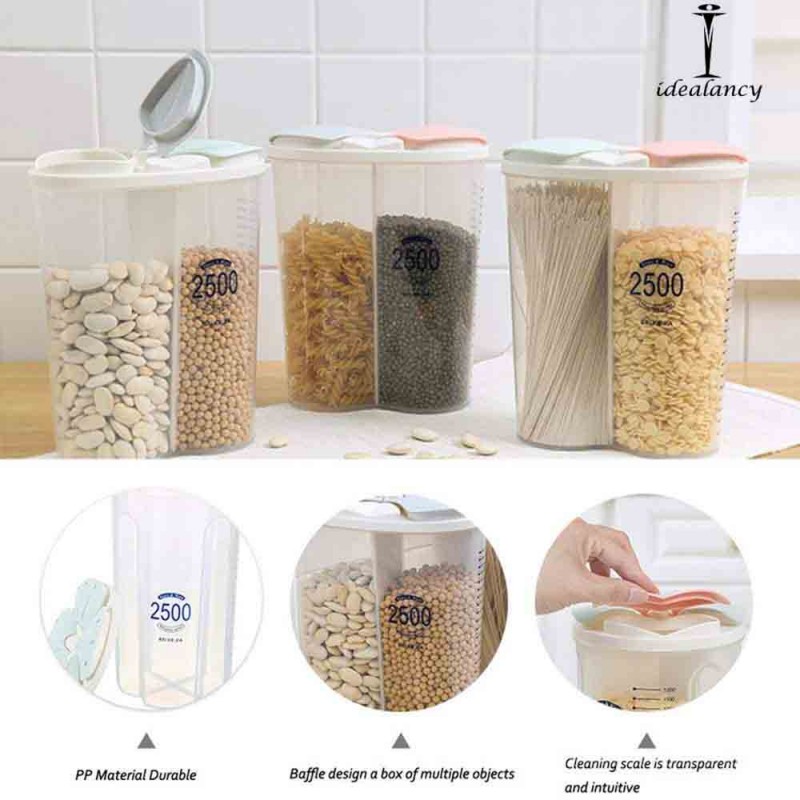 idealancy
2500
2500
2500
2500
2500
PP Material Durable
Baffle design a box of multiple objects
Cleaning scale is transparent
and intuitive